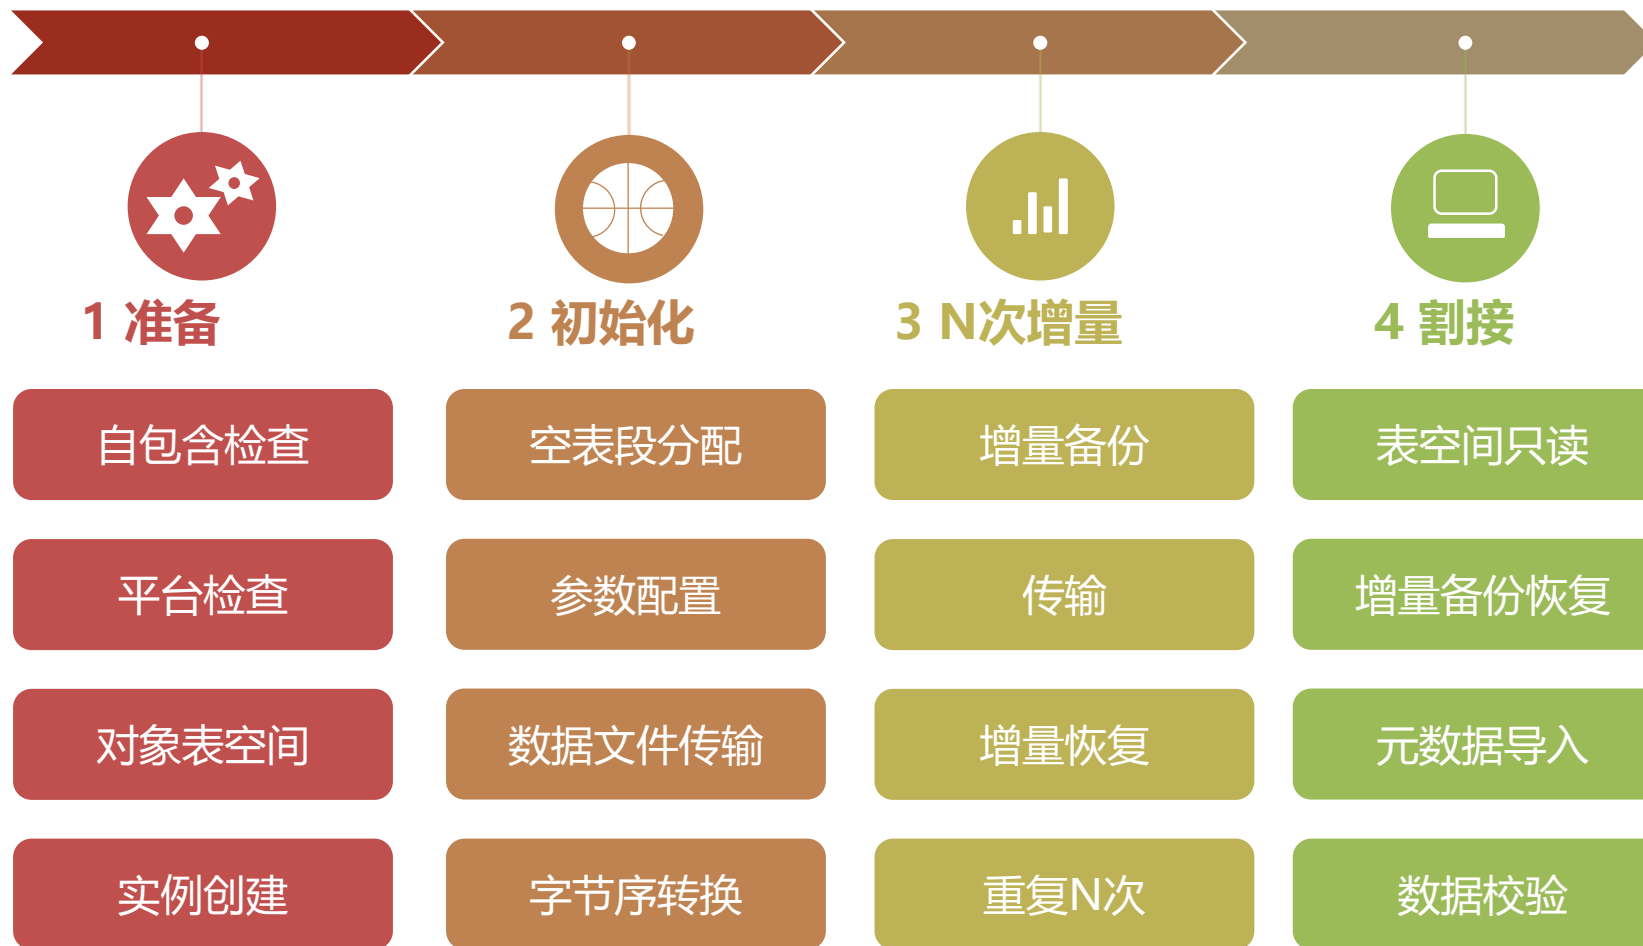 1 准备
2 初始化
3 N次增量
4 割接
自包含检查
空表段分配
增量备份
表空间只读
平台检查
参数配置
传输
增量备份恢复
对象表空间
数据文件传输
增量恢复
元数据导入
实例创建
字节序转换
重复N次
数据校验